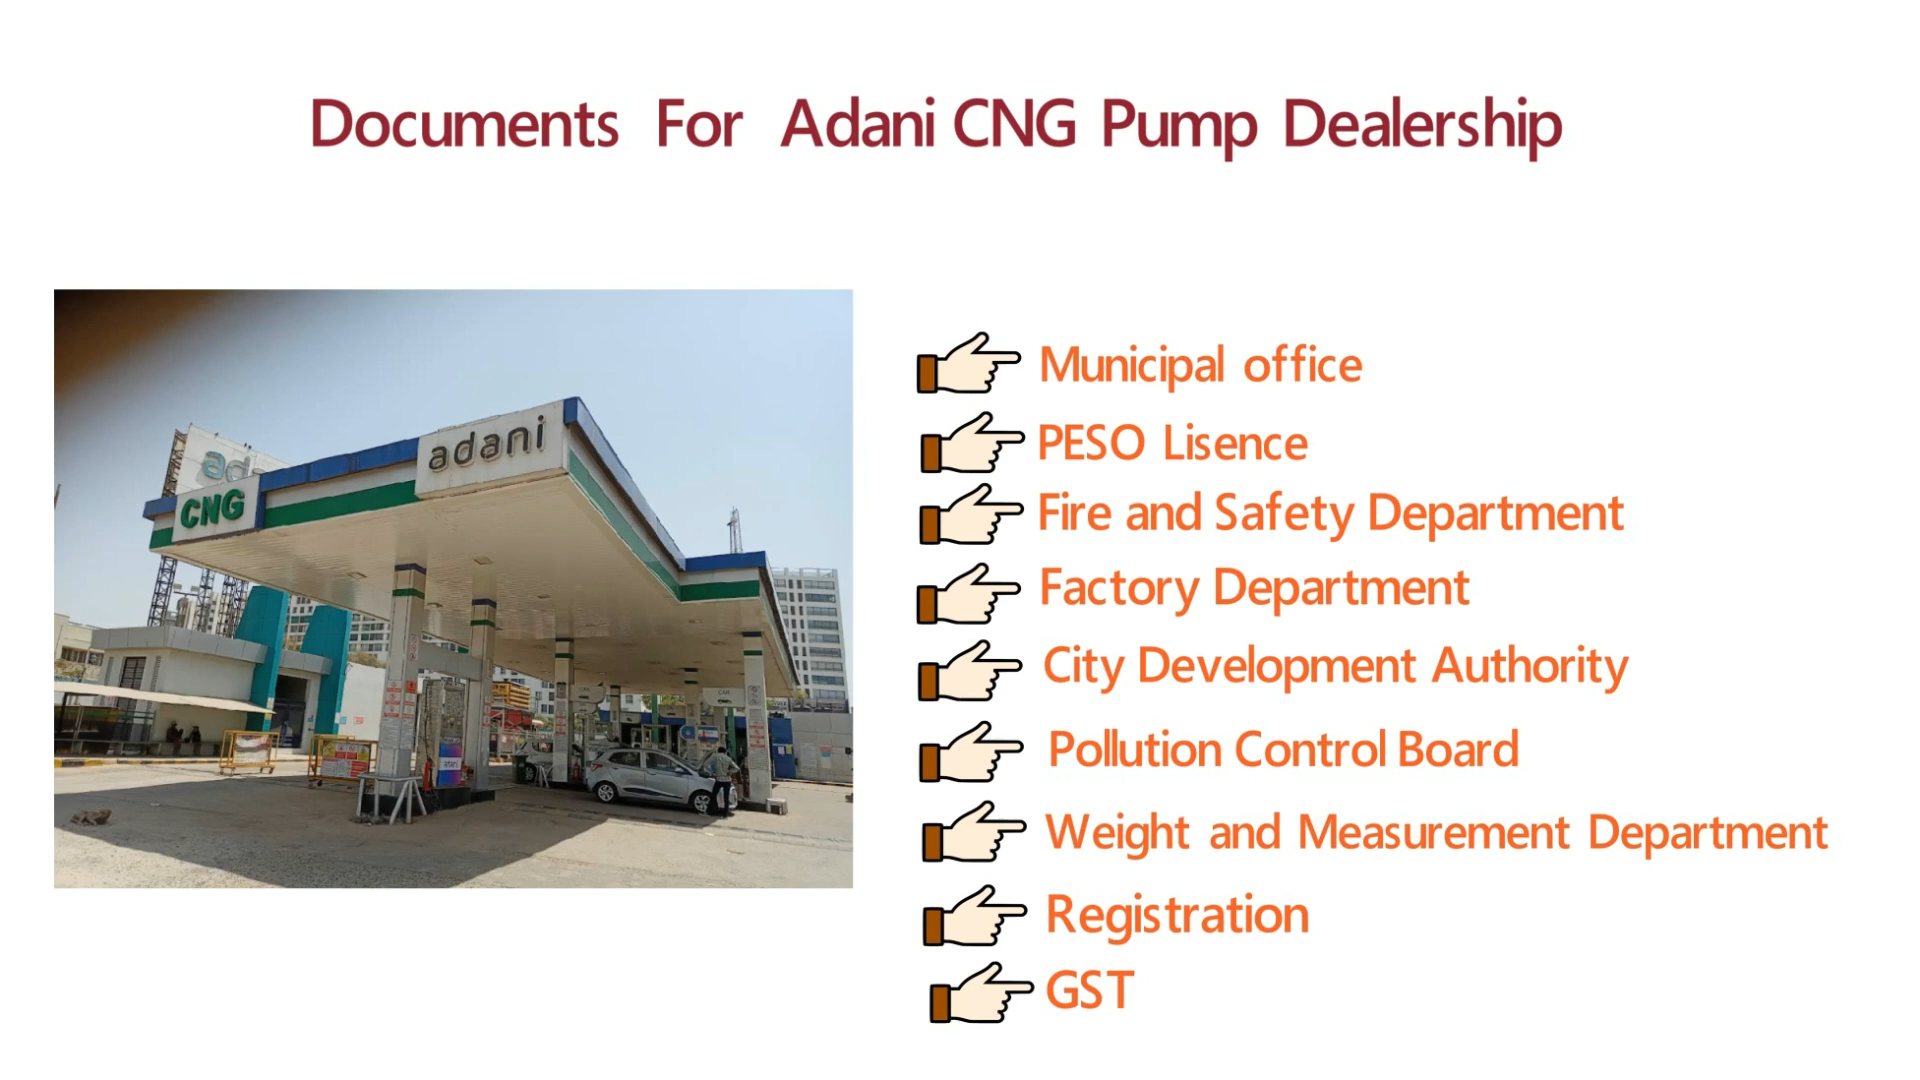 Documents For Adani CNG Pump Dealership
adani
ad
CNG
Municipal office
PESO Lisence
Fire and Safety Department
Factory Department
City Development Authority
Pollution Control Board
Weight and Measurement Department
Registration
GST